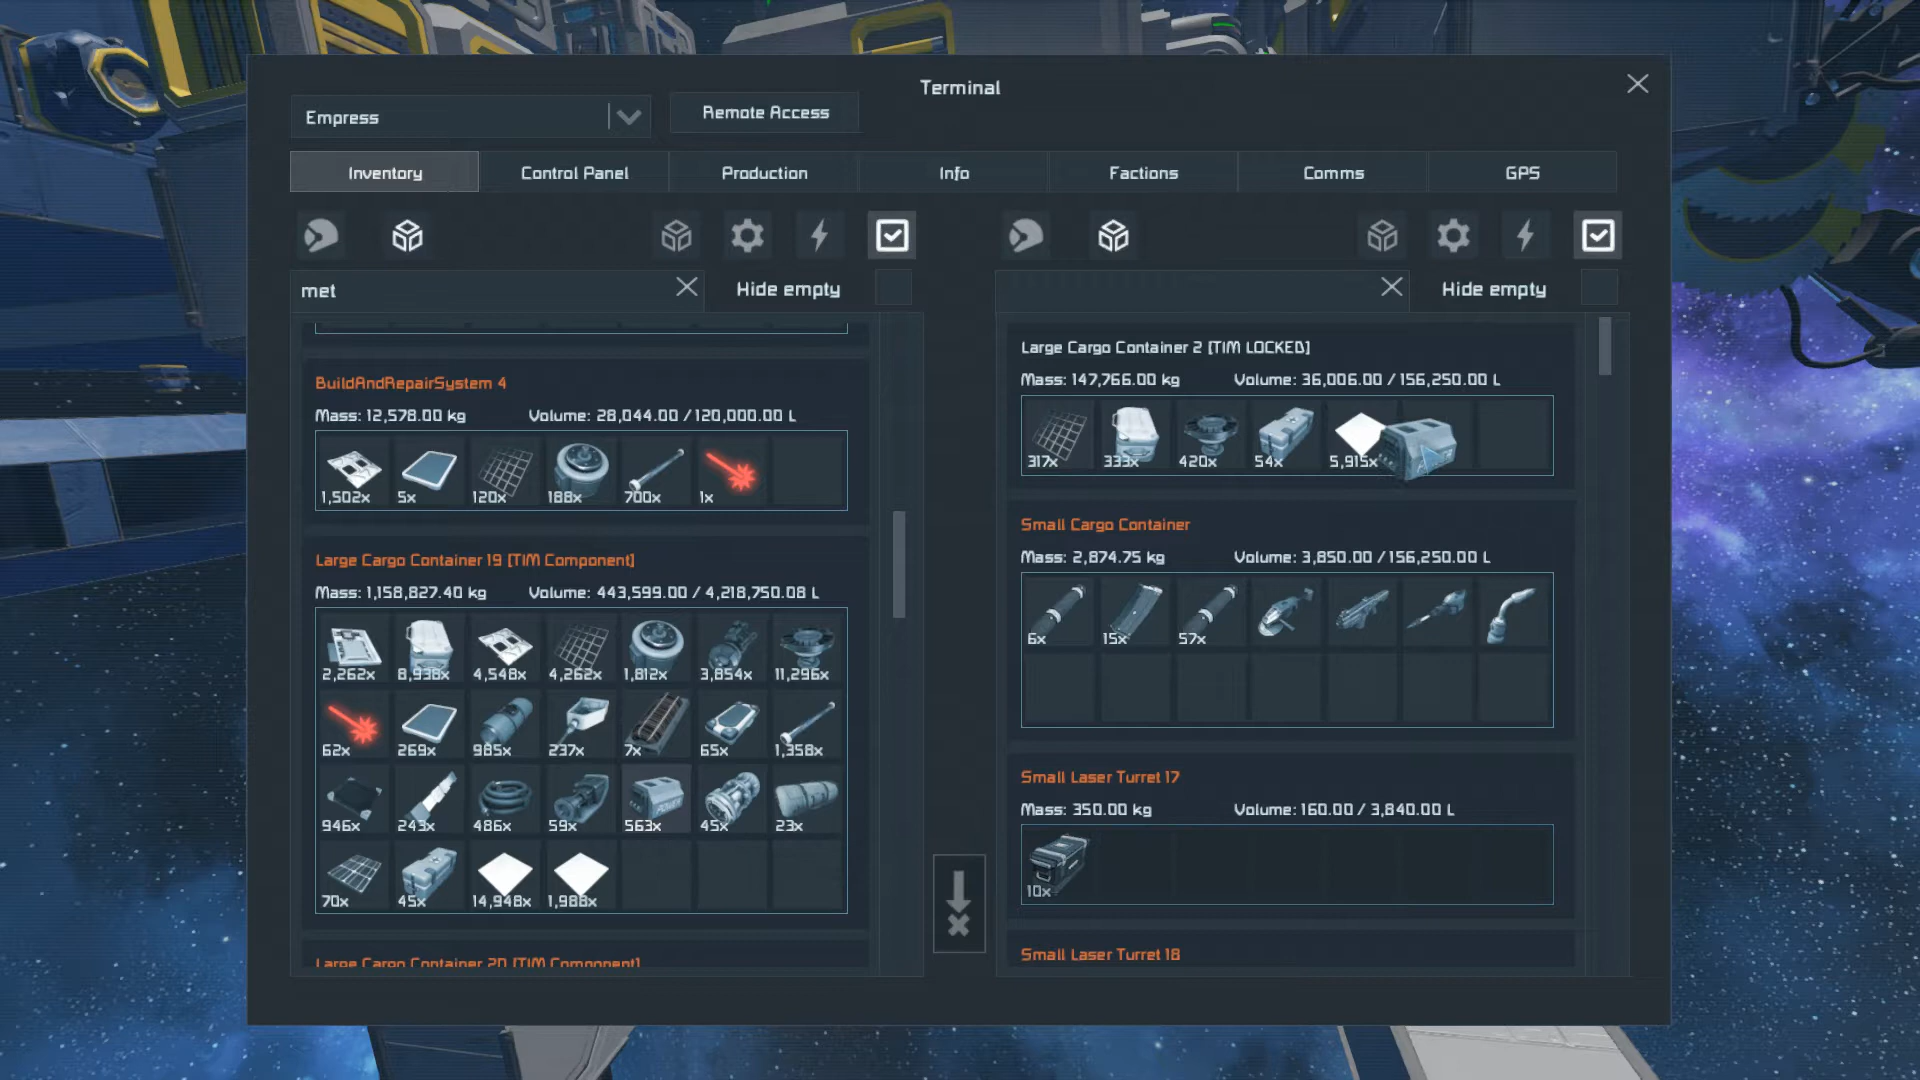 Terminal
Empress
Remote Access
Inventory
Control Panel
Production
Info
Factions
Comms
GPS
met
Hide empty
Hide empty
BuildAndRepairSystem 4
Mass: 12,578.00 kg Volume: 28,044.00 / 120,000.00 L
1,502x 5x 120x 188x 700x 1x
Large Cargo Container 19 [TIM Component]
Mass: 1,158,827.40 kg Volume: 443,599.00 / 4,218,750.08 L
2,262x 8,938x 4,548x 4,262x 1,812x 3,854x 11,296x
62x 269x 985x 237x 7x 65x 1,358x
946x 243x 486x 59x 563x 45x 23x
70x 45x 14,948x 1,988x
Large Cargo Container 20 [TIM Component]
Large Cargo Container 2 [TIM LOCKED]
Mass: 147,766.00 kg Volume: 36,006.00 / 156,250.00 L
317x 333x 420x 54x 5,915x
Small Cargo Container
Mass: 2,874.75 kg Volume: 3,850.00 / 156,250.00 L
6x 15x 57x
Small Laser Turret 17
Mass: 350.00 kg Volume: 160.00 / 3,840.00 L
10x
Small Laser Turret 18